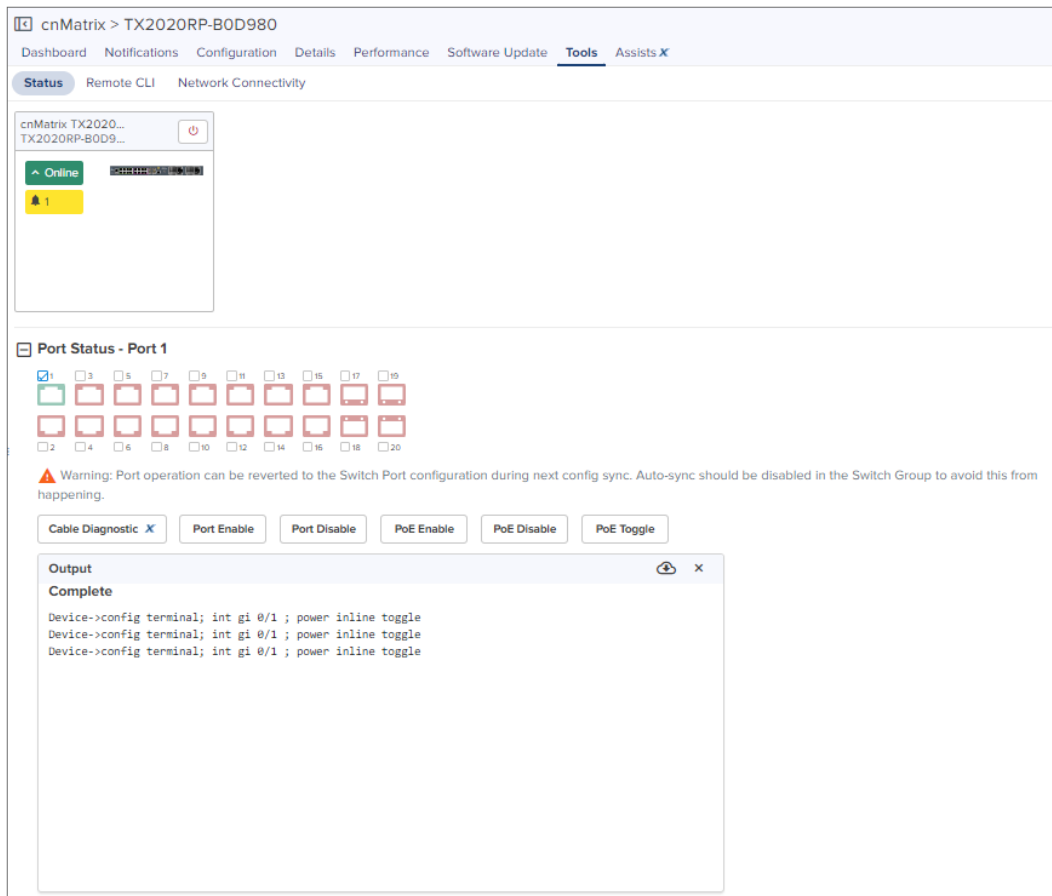 cnMatrix > TX2020RP-B0D980
Dashboard Notifications Configuration Details Performance Software Update Tools Assists X
Status Remote CLI Network Connectivity
cnMatrix TX2020...
TX2020RP-B0D9...
Online
1
Port Status - Port 1
1 3 5 7 9 11 13 15 17 19
2 4 6 8 10 12 14 16 18 20
Warning: Port operation can be reverted to the Switch Port configuration during next config sync. Auto-sync should be disabled in the Switch Group to avoid this from
happening.
Cable Diagnostic X Port Enable Port Disable PoE Enable PoE Disable PoE Toggle
Output
Complete
Device->config terminal; int gi 0/1 ; power inline toggle
Device->config terminal; int gi 0/1 ; power inline toggle
Device->config terminal; int gi 0/1 ; power inline toggle